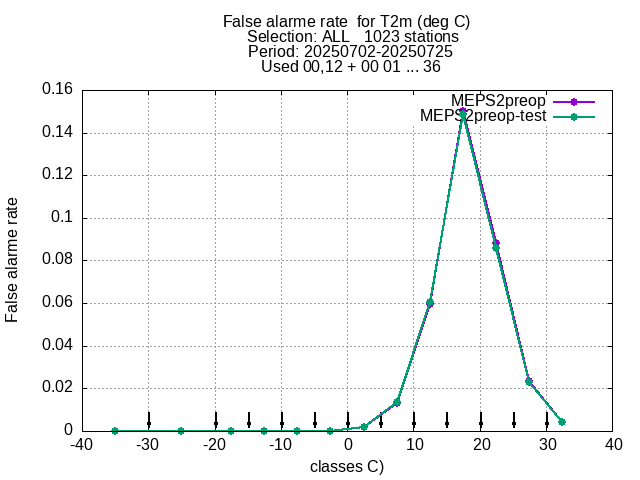 False alarme rate  for T2m (deg C)
Selection: ALL   1023 stations
Period: 20250702-20250725
Used 00,12 + 00 01 ... 36
MEPS2preop
MEPS2preop-test
0.16
0.14
0.12
0.1
0.08
0.06
0.04
0.02
0
False alarme rate
-40 -30 -20 -10 0 10 20 30 40
classes C)